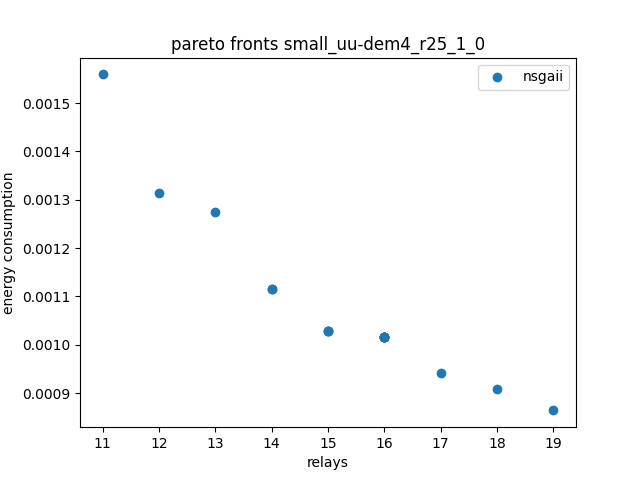 pareto fronts small_uu-dem4_r25_1_0
nsgaii
0.0015
0.0014
0.0013
0.0012
0.0011
0.0010
0.0009
energy consumption
11 12 13 14 15 16 17 18 19
relays